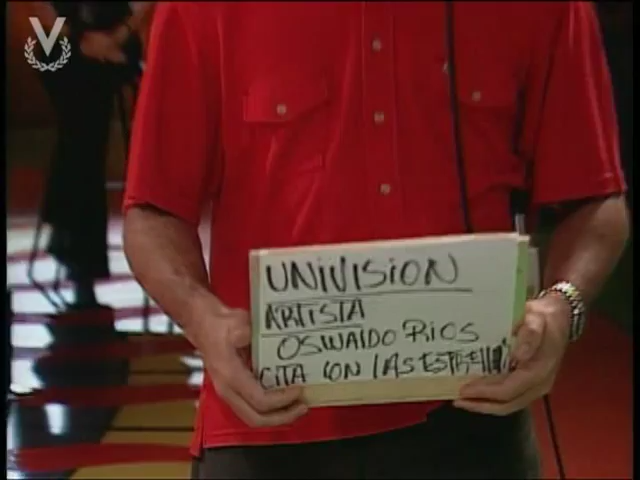 V
UNIVISION
ARTISTA
OSWALDO RIOS
CITA CON LAS ESTRELLAS